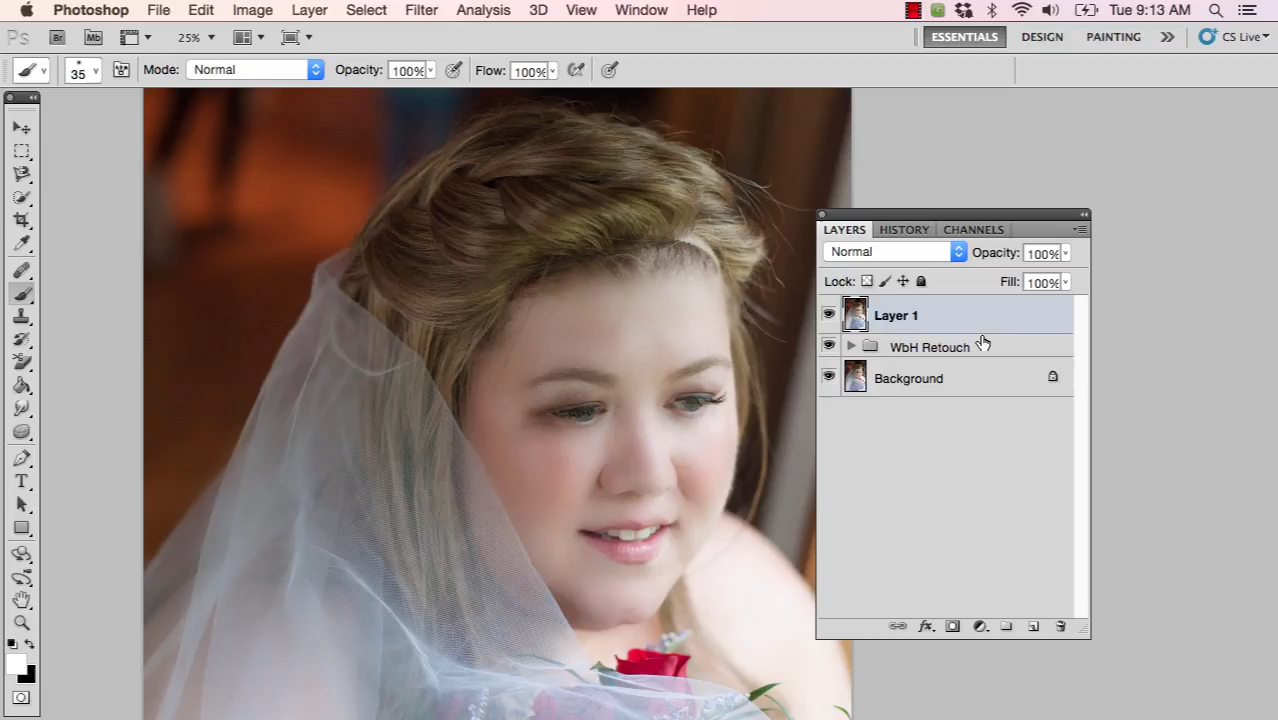 Photoshop File Edit Image Layer Select Filter Analysis 3D View Window Help Tue 9:13 AM
Ps Br Mb 25% ESSENTIALS DESIGN PAINTING CS Live
35 Mode: Normal Opacity: 100% Flow: 100%
LAYERS HISTORY CHANNELS
Normal Opacity: 100%
Lock: Fill: 100%
Layer 1
WbH Retouch
Background
T
fx